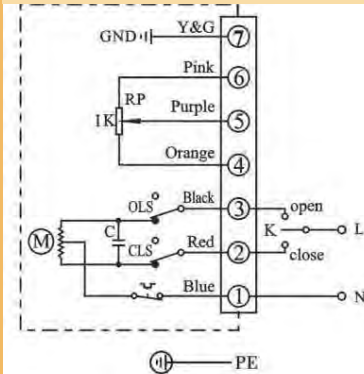 GND Y&G 7
Pink 6
RP
1K Purple 5
Orange 4
OLS Black 3 open
M C K L
CLS Red 2 close
Blue 1 N
PE